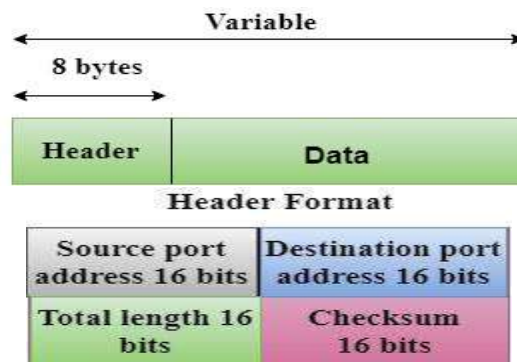 Variable
8 bytes
Header
Data
Header Format
Source port
address 16 bits
Destination port
address 16 bits
Total length 16
bits
Checksum
16 bits